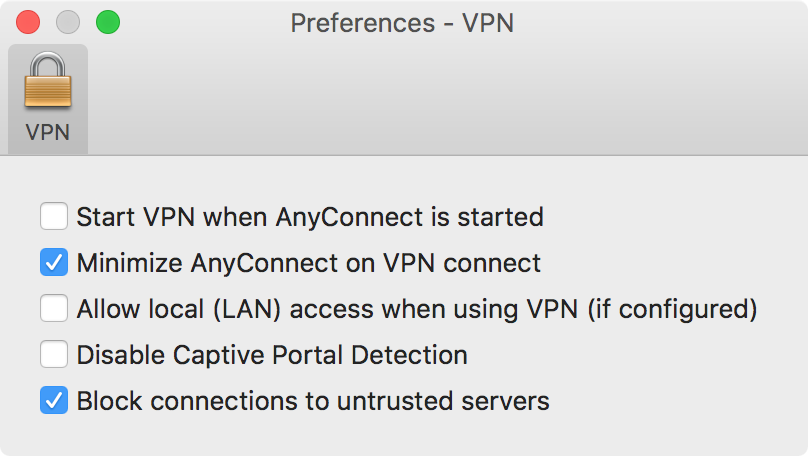 Preferences - VPN
VPN
Start VPN when AnyConnect is started
Minimize AnyConnect on VPN connect
Allow local (LAN) access when using VPN (if configured)
Disable Captive Portal Detection
Block connections to untrusted servers